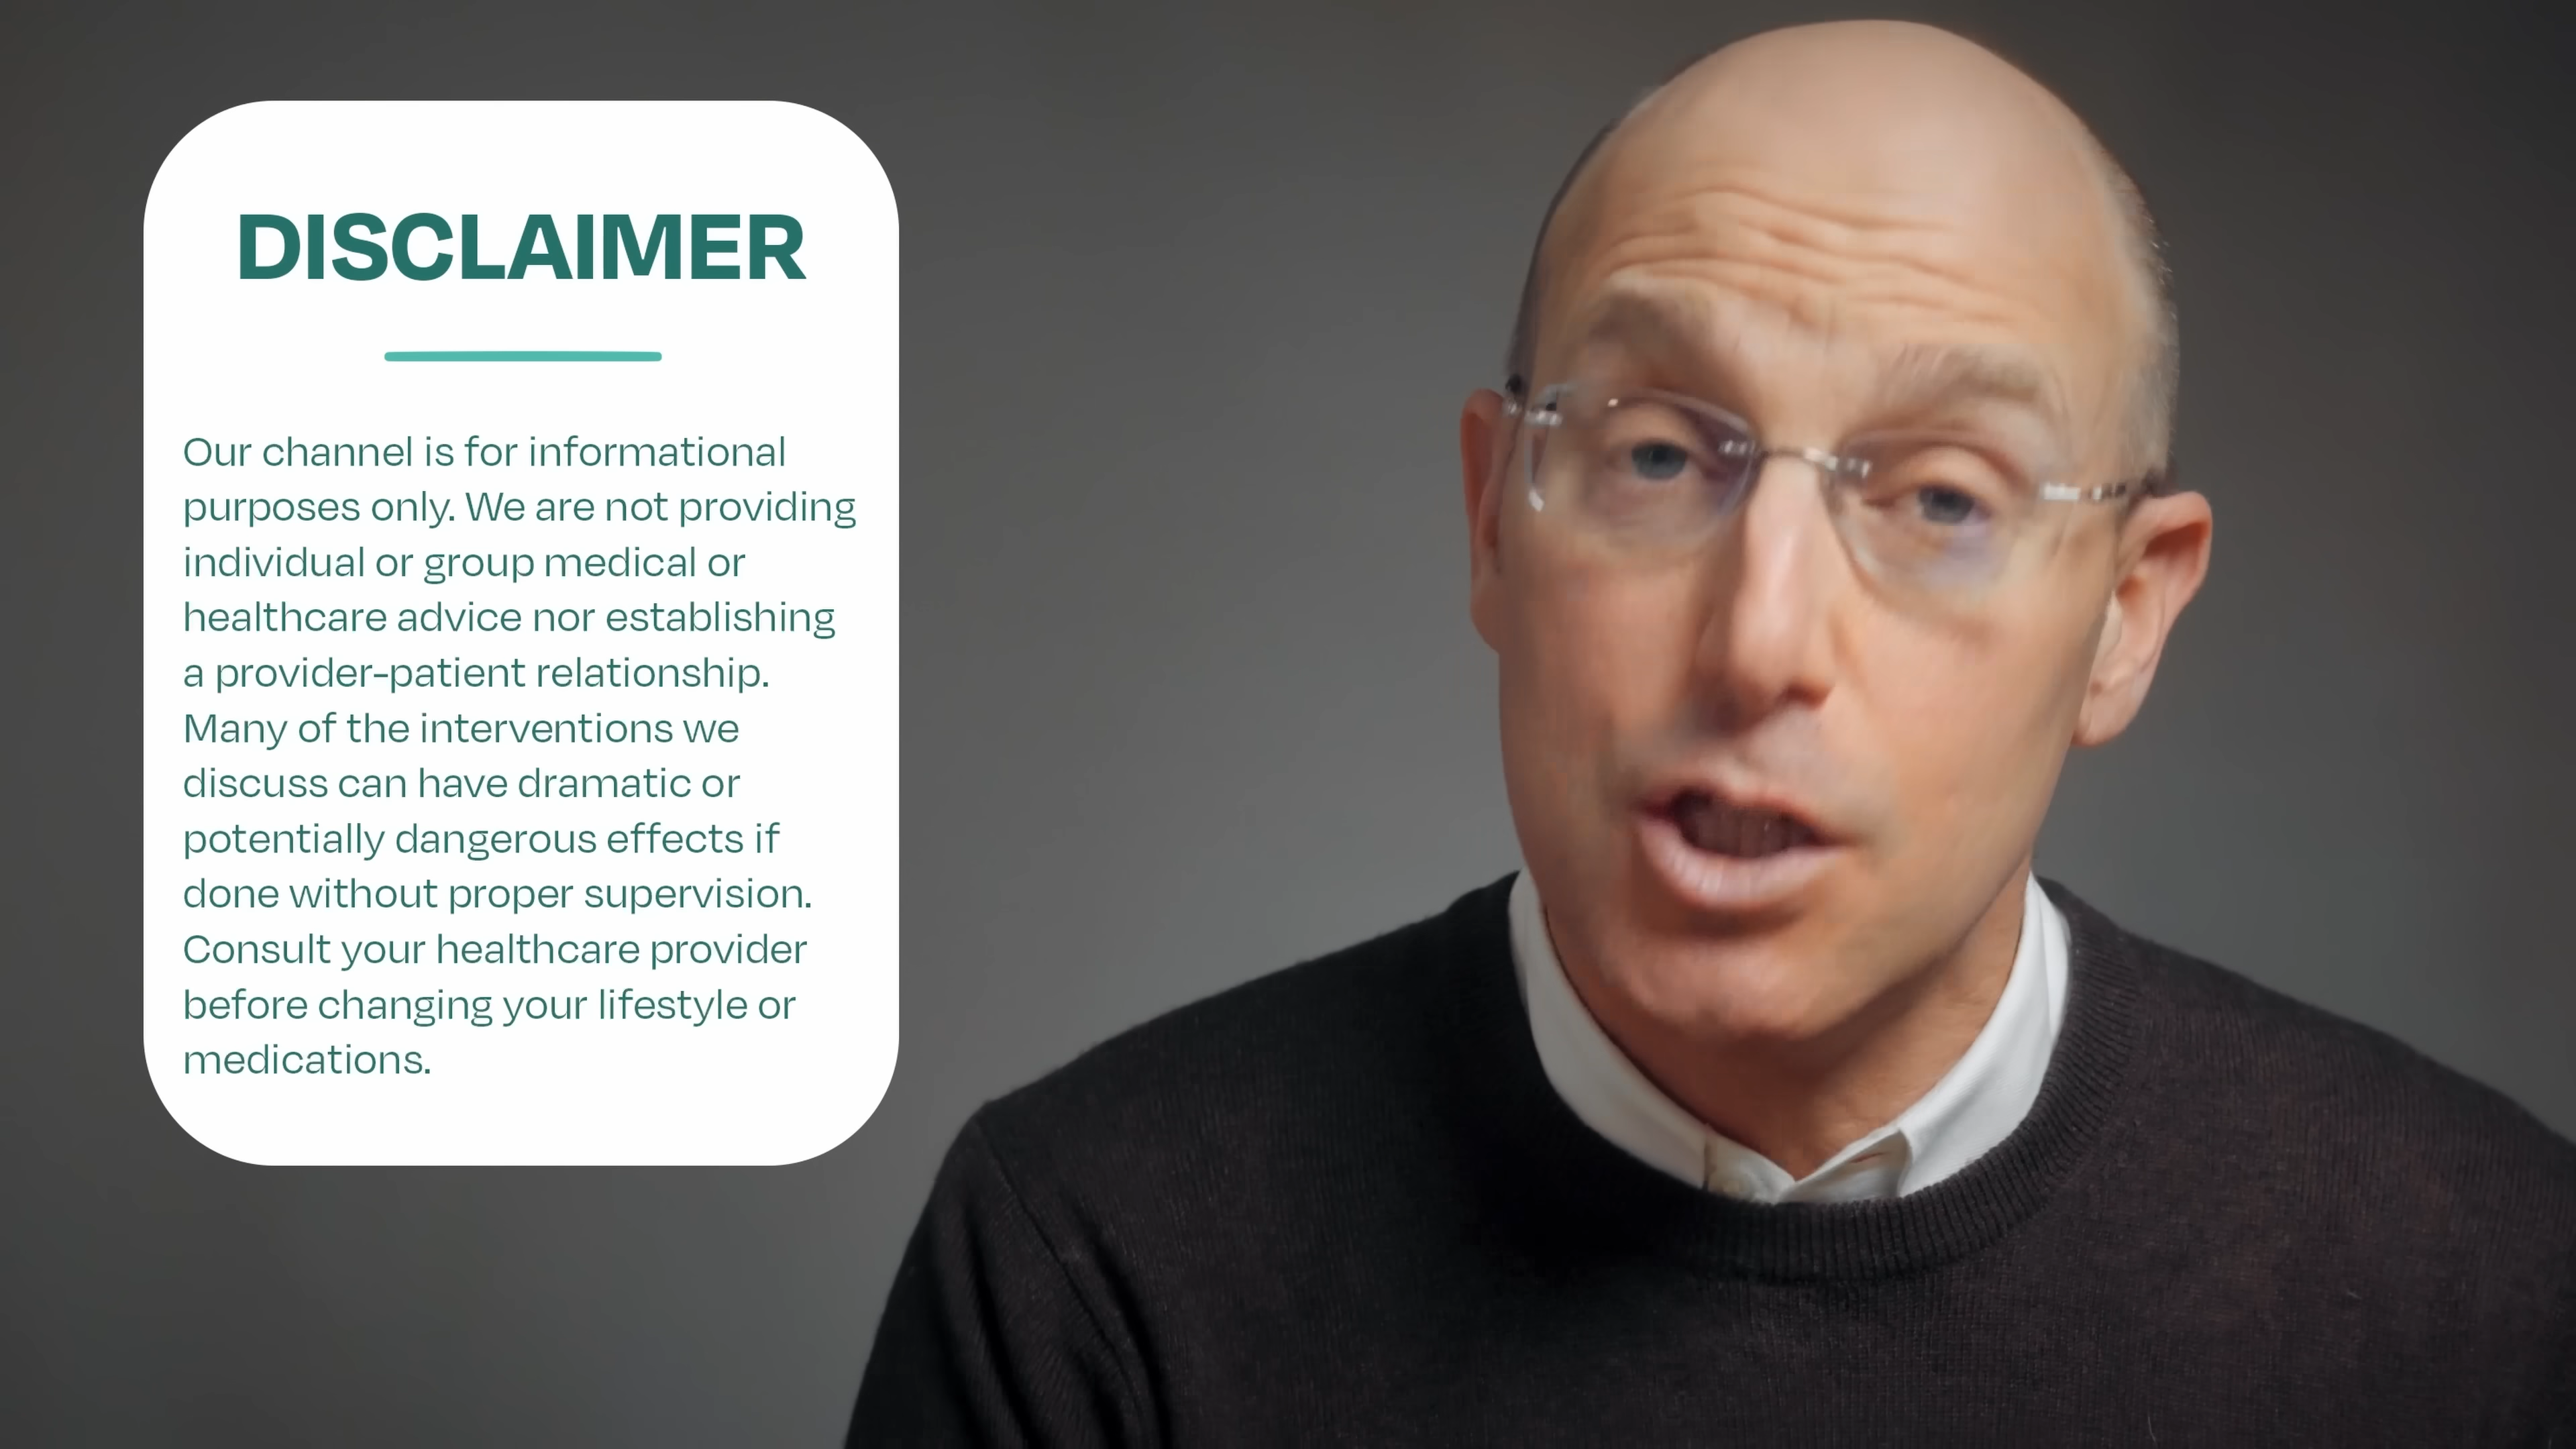 DISCLAIMER
Our channel is for informational
purposes only. We are not providing
individual or group medical or
healthcare advice nor establishing
a provider-patient relationship.
Many of the interventions we
discuss can have dramatic or
potentially dangerous effects if
done without proper supervision.
Consult your healthcare provider
before changing your lifestyle or
medications.